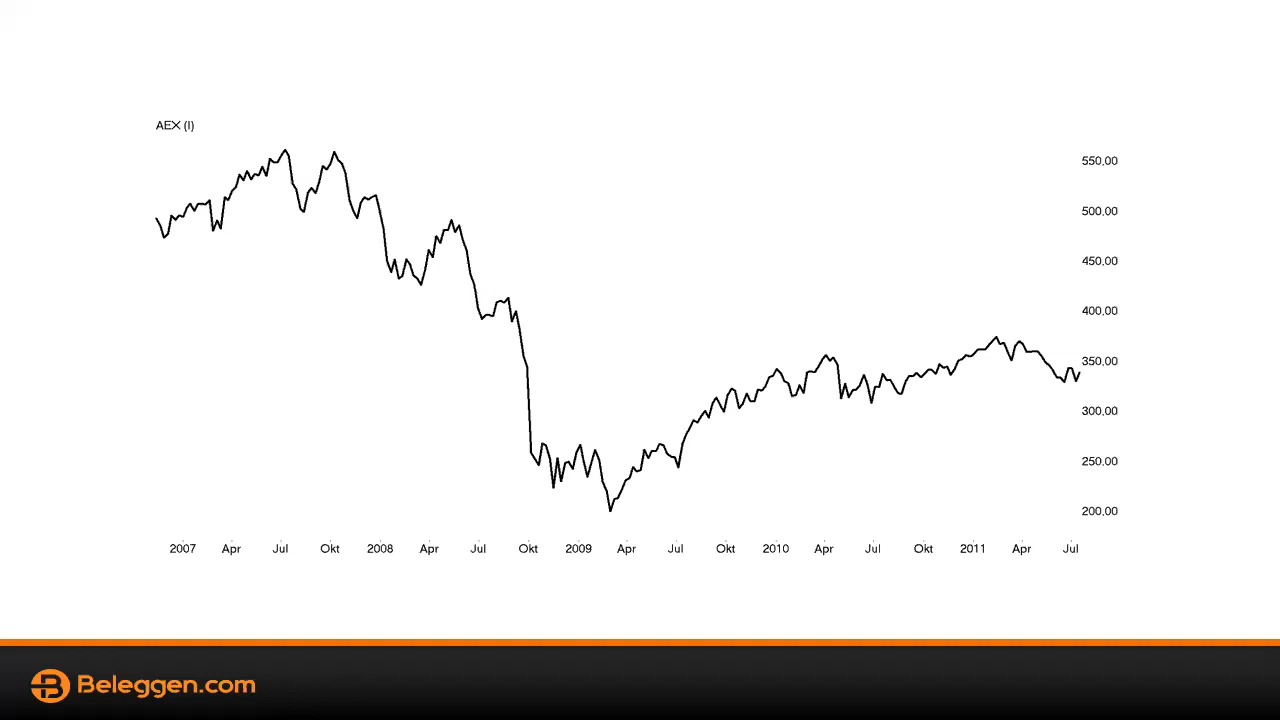 AEX (I)
550,00
500,00
450,00
400,00
350,00
300,00
250,00
200,00
2007 Apr Jul Okt 2008 Apr Jul Okt 2009 Apr Jul Okt 2010 Apr Jul Okt 2011 Apr Jul
Beleggen.com